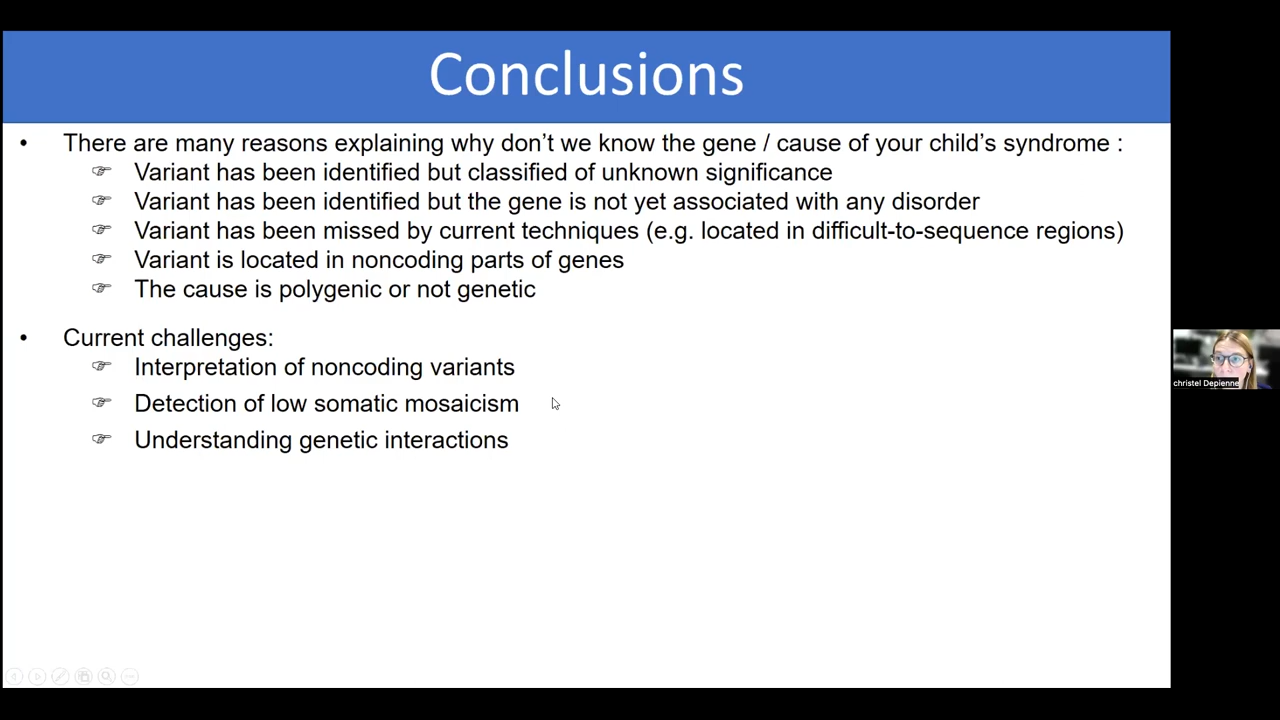 Conclusions
• There are many reasons explaining why don't we know the gene / cause of your child's syndrome :
☞ Variant has been identified but classified of unknown significance
☞ Variant has been identified but the gene is not yet associated with any disorder
☞ Variant has been missed by current techniques (e.g. located in difficult-to-sequence regions)
☞ Variant is located in noncoding parts of genes
☞ The cause is polygenic or not genetic
• Current challenges:
☞ Interpretation of noncoding variants
☞ Detection of low somatic mosaicism
☞ Understanding genetic interactions
christel Depienne